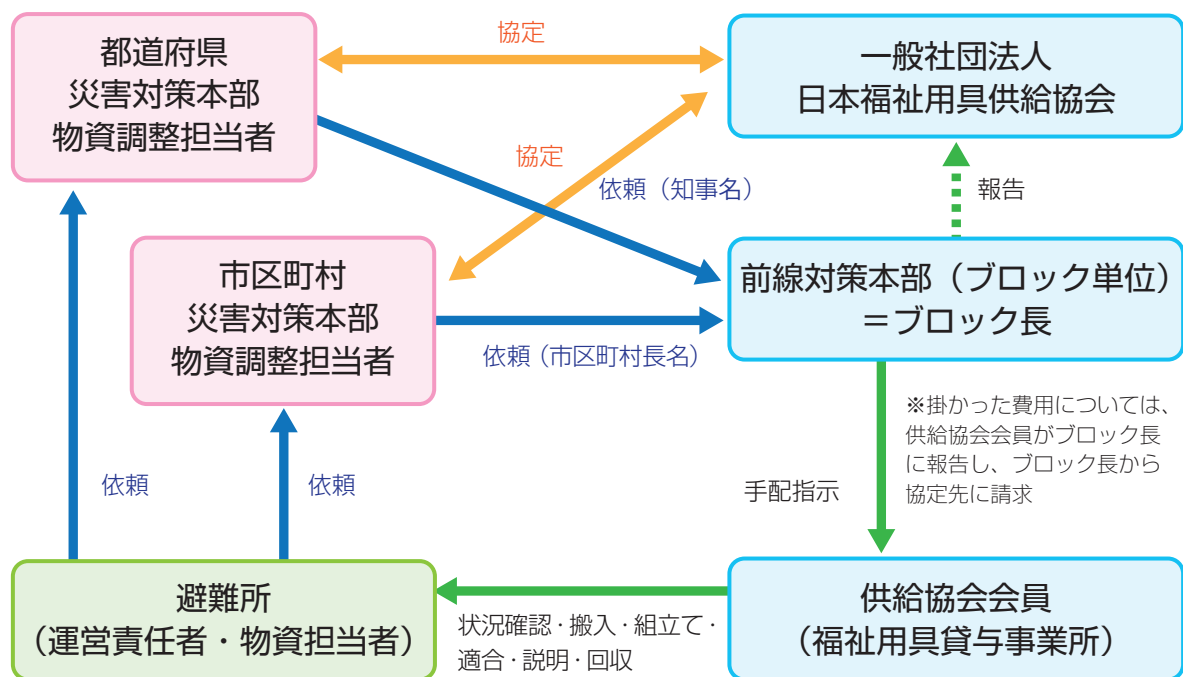 都道府県
災害対策本部
物資調整担当者
協定
一般社団法人
日本福祉用具供給協会
協定
依頼（知事名）
報告
市区町村
災害対策本部
物資調整担当者
依頼（市区町村長名）
前線対策本部（ブロック単位）
＝ブロック長
※掛かった費用については、
供給協会会員がブロック長
に報告し、ブロック長から
協定先に請求
依頼
依頼
手配指示
避難所
（運営責任者・物資担当者）
状況確認・搬入・組立て・
適合・説明・回収
供給協会会員
（福祉用具貸与事業所）